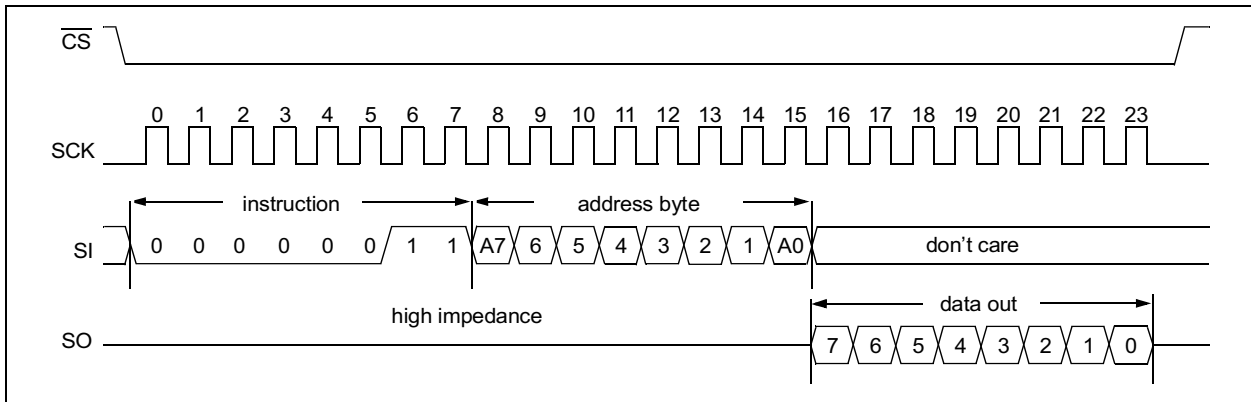 CS
0 1 2 3 4 5 6 7 8 9 10 11 12 13 14 15 16 17 18 19 20 21 22 23
SCK
instruction address byte
SI 0 0 0 0 0 0 1 1 A7 6 5 4 3 2 1 A0 don't care
data out
high impedance
SO 7 6 5 4 3 2 1 0